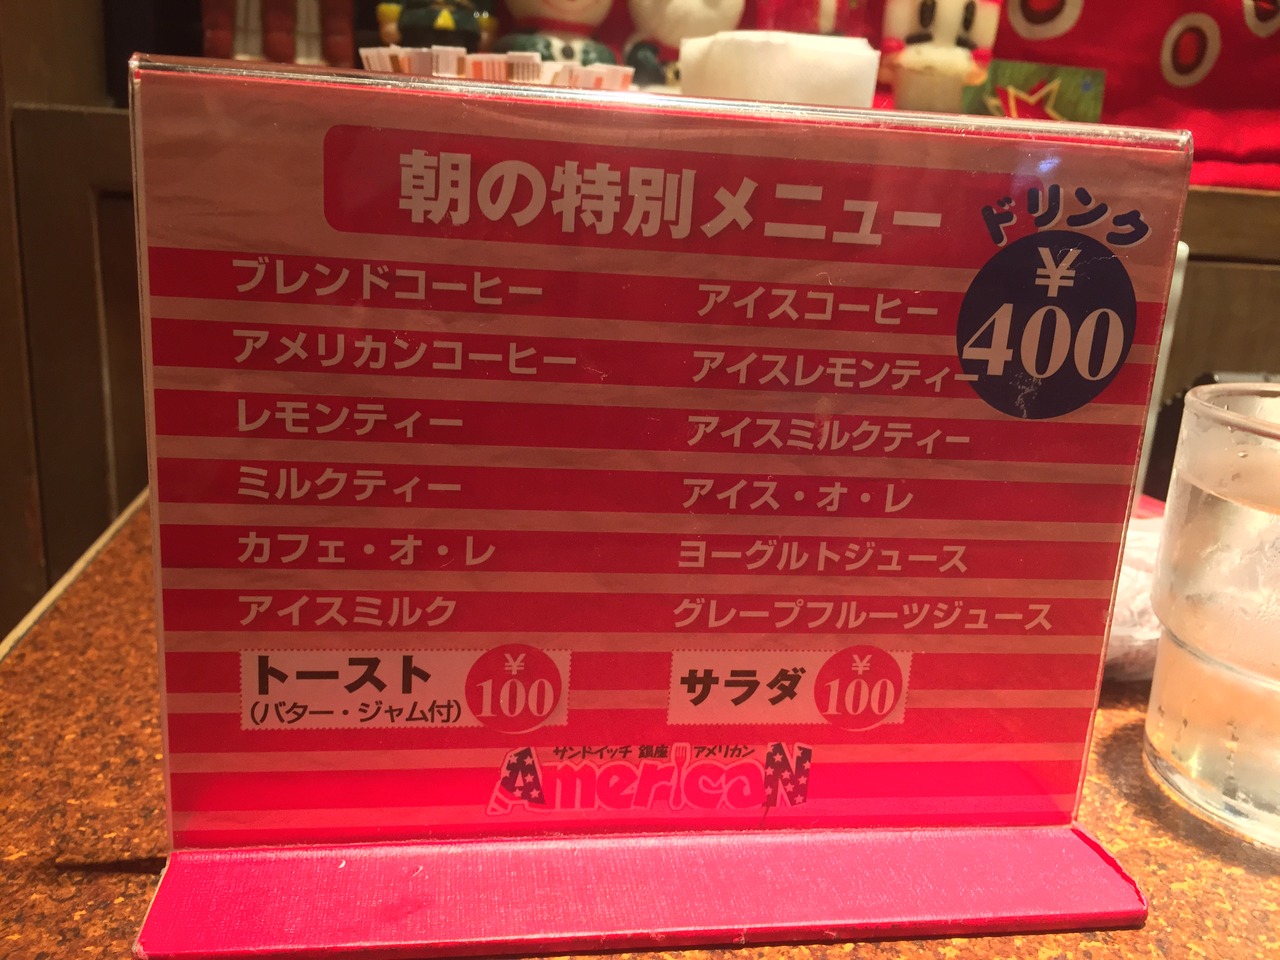 朝の特別メニュー
ドリンク
¥
400
ブレンドコーヒー
アメリカンコーヒー
レモンティー
ミルクティー
カフェ・オ・レ
アイスミルク
アイスコーヒー
アイスレモンティー
アイスミルクティー
アイス・オ・レ
ヨーグルトジュース
グレープフルーツジュース
トースト
(バター・ジャム付)
¥
100
サラダ
¥
100
サンドイッチ 銀座 アメリカン
AmericaN